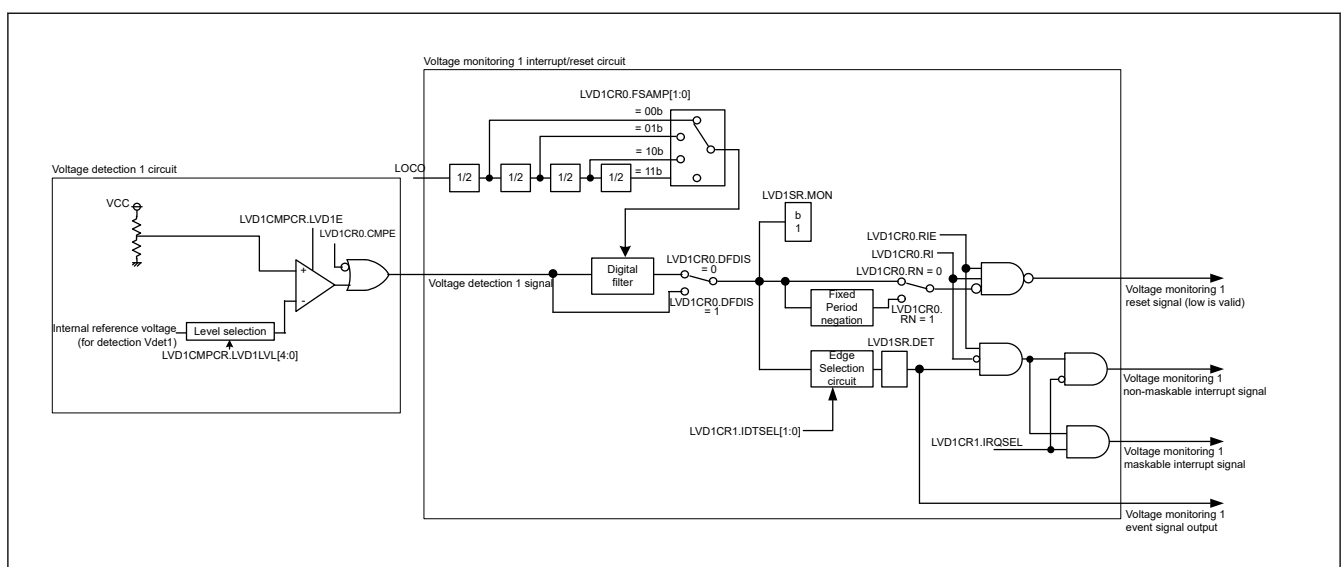 Voltage monitoring 1 interrupt/reset circuit
LVD1CR0.FSAMP[1:0]
= 00b
= 01b
= 10b
= 11b
LOCO
1/2
1/2
1/2
1/2
Voltage detection 1 circuit
VCC
LVD1CMPCR.LVD1E
LVD1CR0.CMPE
+
-
Internal reference voltage
(for detection Vdet1)
Level selection
LVD1CMPCR.LVD1LVL[4:0]
Voltage detection 1 signal
Digital
filter
LVD1CR0.DFDIS
= 0
LVD1CR0.DFDIS
= 1
LVD1SR.MON
b
1
LVD1CR0.RIE
LVD1CR0.RI
LVD1CR0.RN = 0
Fixed
Period
negation
LVD1CR0.
RN = 1
Voltage monitoring 1
reset signal (low is valid)
LVD1SR.DET
Edge
Selection
circuit
LVD1CR1.IDTSEL[1:0]
LVD1CR1.IRQSEL
Voltage monitoring 1
non-maskable interrupt signal
Voltage monitoring 1
maskable interrupt signal
Voltage monitoring 1
event signal output